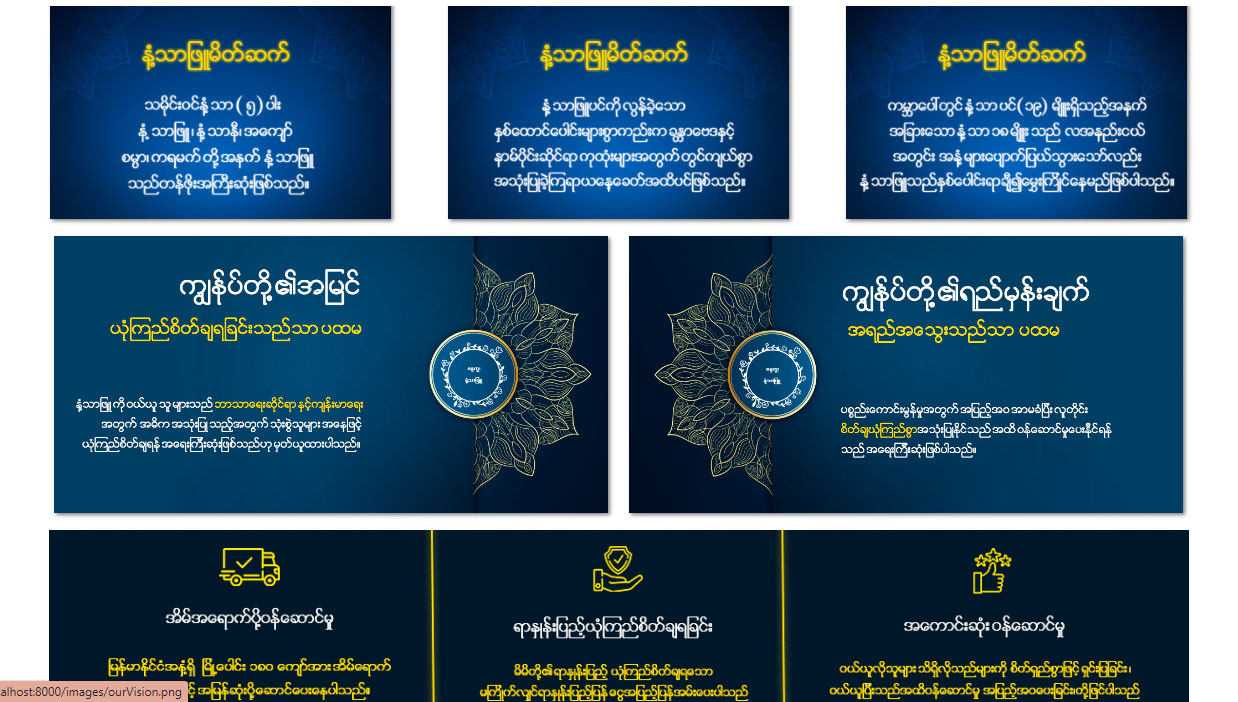 နံ့သာဖြူမိတ်ဆက်
သမိုင်းဝင်နံ့သာ ( ၅ ) ပါး
နံ့သာဖြူ ၊ နံ့သာနီ၊ အကျော်
စမ္ပာ၊ ကရမက် တို့အနက် နံ့သာဖြူ
သည်တန်ဖိုးအကြီးဆုံးဖြစ်သည်။
နံ့သာဖြူမိတ်ဆက်
နံ့သာဖြူပင်ကို လွန်ခဲ့သော
နှစ်ထောင်ပေါင်းများစွာကည်းက ခန္တာဗေဒနှင့်
နာမ်ပိုင်းဆိုင်ရာ ကုထုံးများအတွက် တွင်ကျယ်စွာ
အသုံးပြုခဲ့ကြရာယနေ့ခေတ်အထိပင်ဖြစ်သည်။
နံ့သာဖြူမိတ်ဆက်
ကမ္ဘာပေါ်တွင် နံ့သာပင် ( ၁၉ ) မျိုးရှိသည့်အနက်
အခြားသော နံ့သာ ၁၈ မျိုး သည် လအနည်းငယ်
အတွင်း အနံ့များပျောက်ပြယ်သွားသော်လည်း
နံ့သာဖြူသည်နှစ်ပေါင်းရာချီ၍မွှေးကြိုင်နေမည်ဖြစ်ပါသည်။
ကျွန်ုပ်တို့၏အမြင်
ယုံကြည်စိတ်ချရခြင်းသည်သာ ပထမ
နံ့သာဖြူ ကို ဝယ်ယူ သူ များသည် ဘာသာရေးဆိုင်ရာ နှင့်ကျန်းမာရေး
အတွက် အဓိက အသုံးပြု သည့်အတွက် သုံးစွဲသူများ အနေဖြင့်
ယုံကြည်စိတ်ချရန် အရေးကြီးဆုံးဖြစ်သည်ဟု မှတ်ယူထားပါသည်။
ကျွန်ုပ်တို့၏ရည်မှန်းချက်
အရည်အသွေးသည်သာ ပထမ
ပစ္စည်းကောင်းမွန်မှုအတွက် အပြည့်အဝ အာမခံပြီး လူတိုင်း
စိတ်ချယုံကြည်စွာအသုံးပြုနိုင်သည် အထိ ဝန်ဆောင်မှုပေးနိုင်ရန်
သည် အရေးကြီးဆုံးဖြစ်ပါသည်။
အိမ်အရောက်ပို့ဝန်ဆောင်မှု
မြန်မာနိုင်ငံအနှံ့ရှိ မြို့ပေါင်း ၁၈၀ ကျော်အား အိမ်ရောက်
အမြန်ဆုံးပို့ဆောင်ပေးနေပါသည်။
ရာနှုန်းပြည့်ယုံကြည်စိတ်ချရခြင်း
မိမိတို့၏ရာနှုန်းပြည့် ယုံကြည်စိတ်ချရသော
မကြိုက်လျှင်ရာနှုန်းပြည့်ပြန် ငွေအပြည့်ပြန်အမ်းပေးပါသည်
အကောင်းဆုံး ဝန်ဆောင်မှု
ဝယ်ယူလိုသူများ သိရှိလိုသည်များကို စိတ်ရှည်စွာဖြင့် ရှင်းပြခြင်း ၊
ဝယ်ယူပြီးသည်အထိဝန်ဆောင်မှု အပြည့်အဝပေးခြင်းတို့ဖြင်ပါသည်
alhost:8000/images/ourVision.png